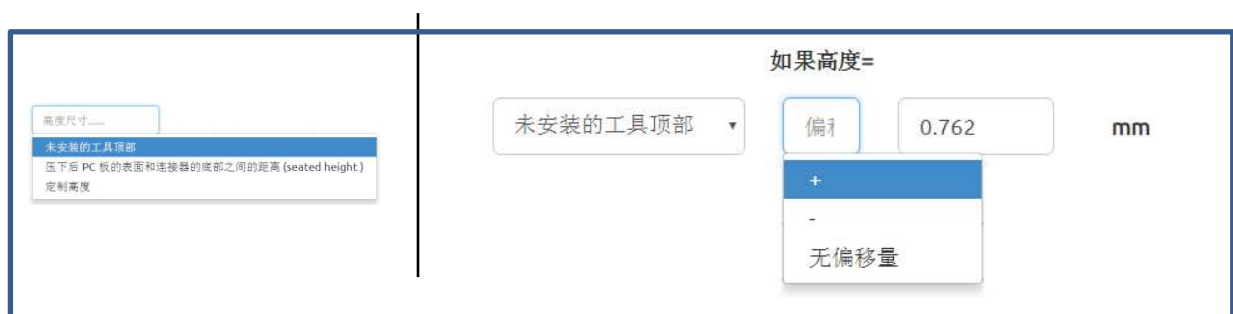 高度尺寸......
未安装的工具顶部
压下后 PC 板的表面和连接器的底部之间的距离 (seated height )
定制高度
如果高度=
未安装的工具顶部
偏
0.762
mm
+
-
无偏移量